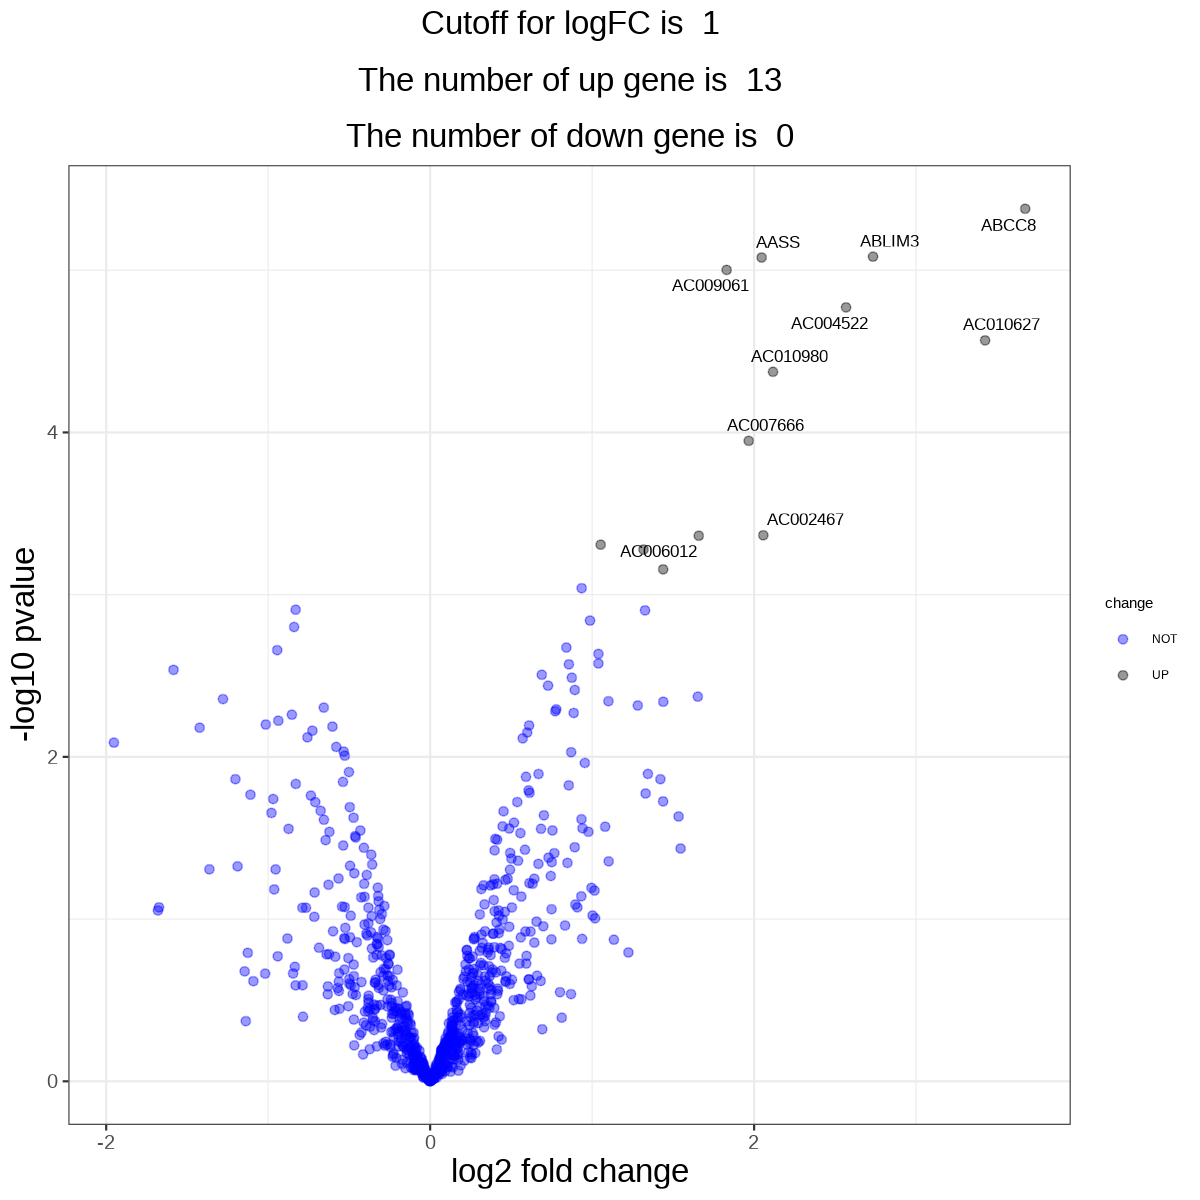 Cutoff for logFC is  1
The number of up gene is  13
The number of down gene is  0
ABCC8
AASS
ABLIM3
AC009061
AC004522
AC010627
AC010980
AC007666
AC002467
AC006012
4
2
0
-2
0
2
-log10 pvalue
log2 fold change
change
NOT
UP